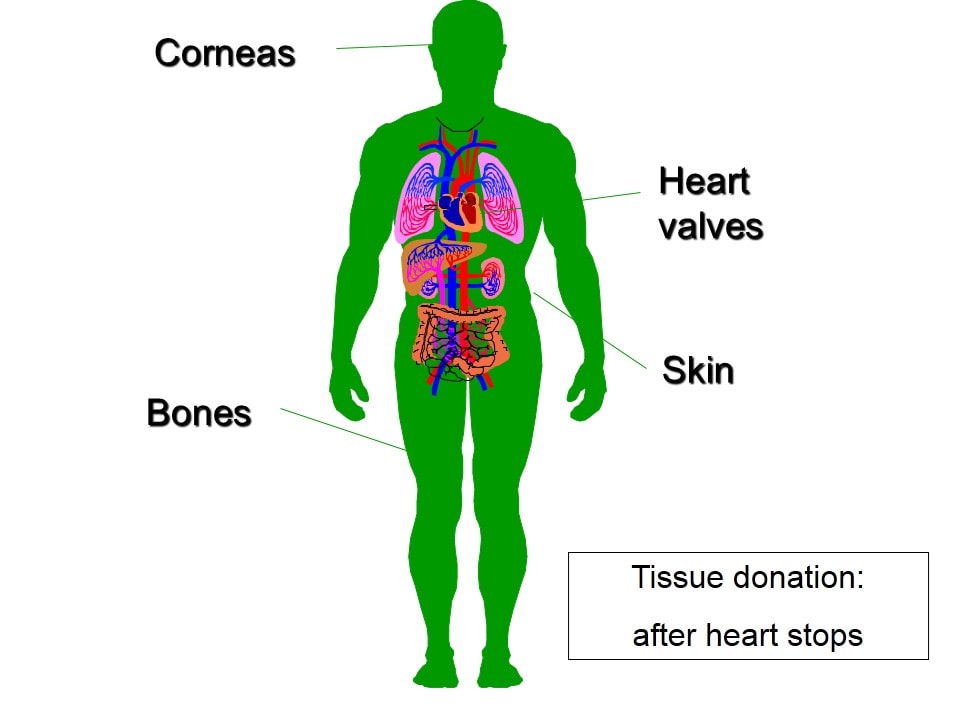 Corneas
Heart
valves
Skin
Bones
Tissue donation:
after heart stops